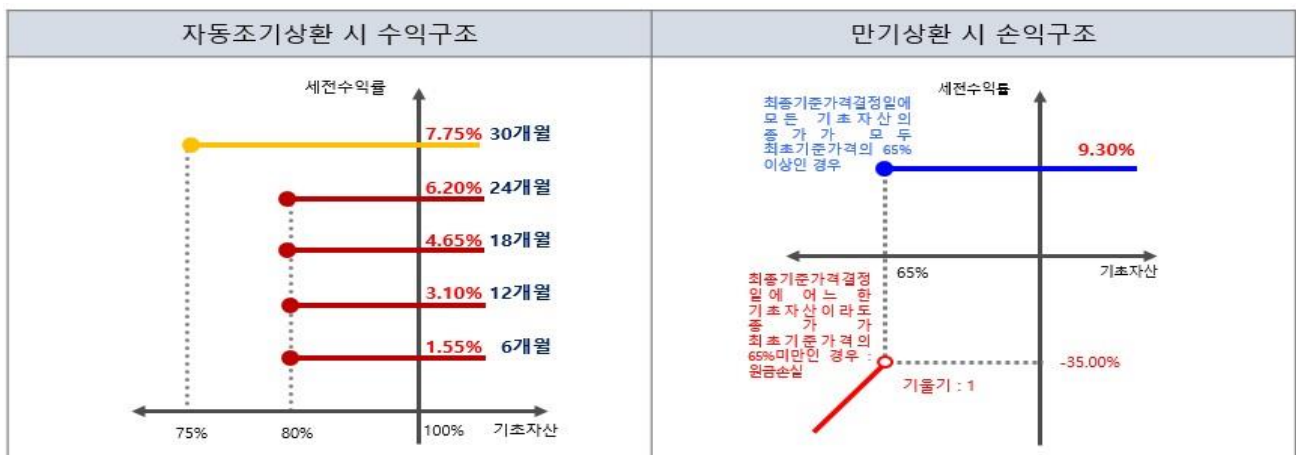 자동조기상환 시 수익구조
세전수익률
7.75% 30개월
6.20% 24개월
4.65% 18개월
3.10% 12개월
1.55% 6개월
75%
80%
100%
기초자산
만기상환 시 손익구조
최종기준가격결정일에
모든 기초자산의
종가가 모두
최초기준가격의 65%
이상인 경우
세전수익률
9.30%
65%
기초자산
최종기준가격결정
일에 어느 한
기초자산이라도
종가가
최초기준가격의
65%미만인 경우 :
원금손실
-35.00%
기울기 : 1